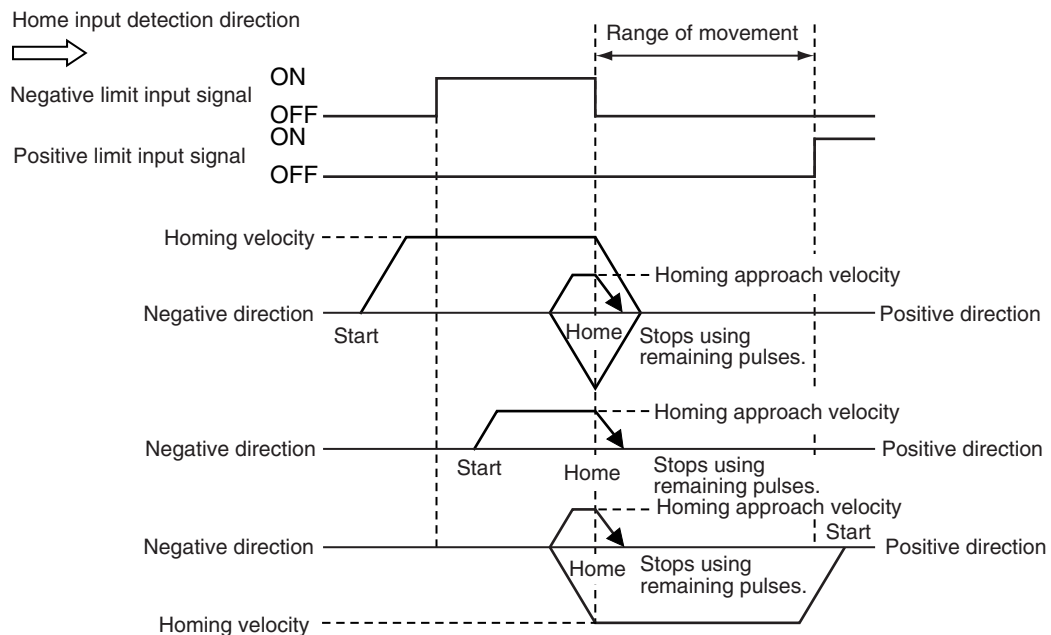 Home input detection direction
Range of movement
ON
Negative limit input signal
OFF
ON
Positive limit input signal
OFF
Homing velocity
Homing approach velocity
Negative direction
Positive direction
Start
Home
Stops using
remaining pulses.
Homing approach velocity
Negative direction
Positive direction
Start
Home
Stops using
remaining pulses.
Homing approach velocity
Start
Negative direction
Positive direction
Home
Stops using
remaining pulses.
Homing velocity